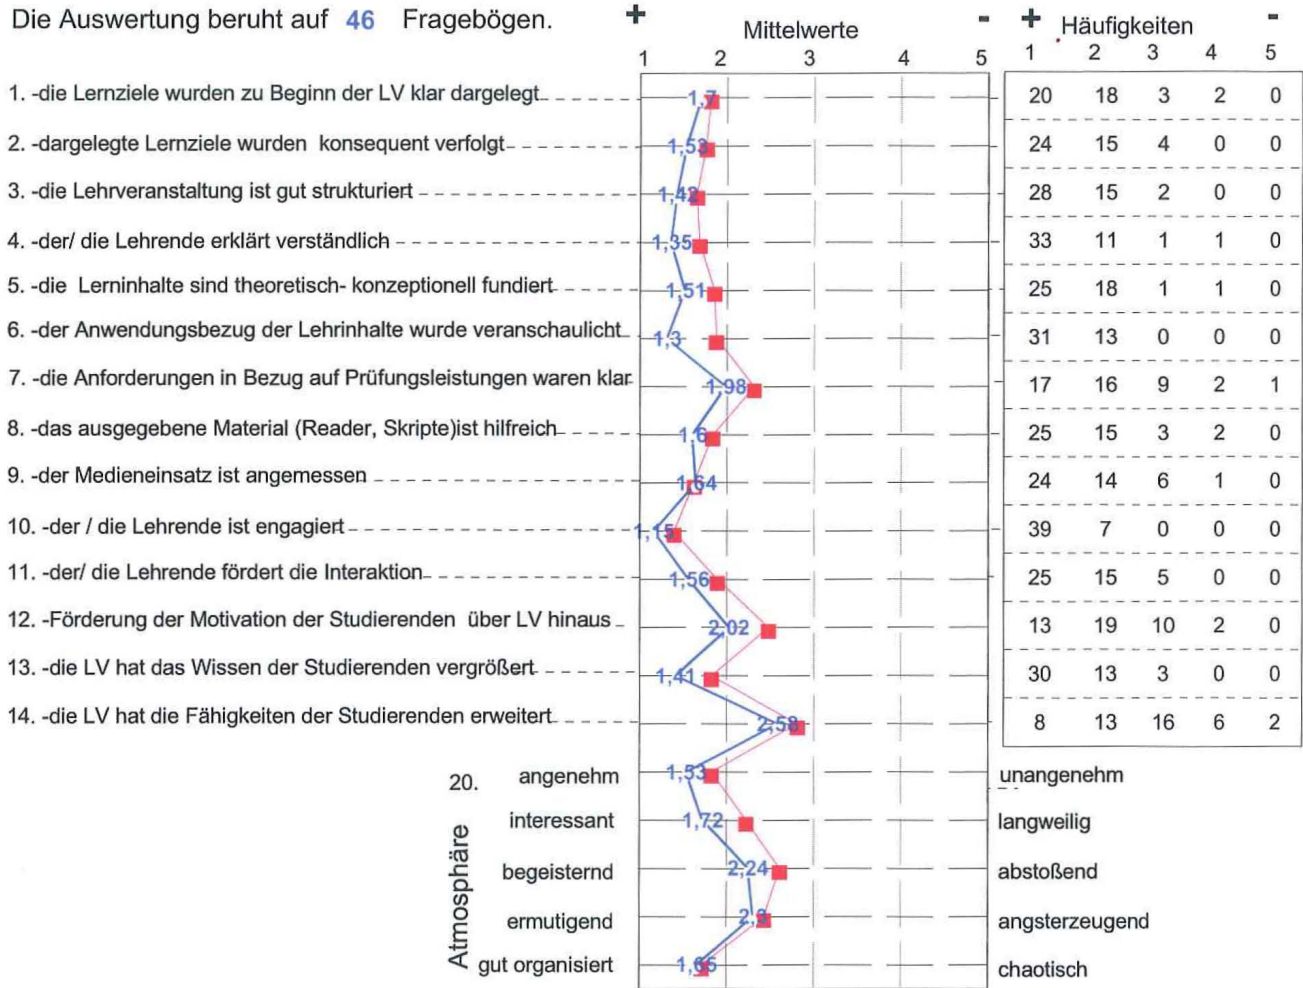 Die Auswertung beruht auf 46 Fragebögen.
+ Mittelwerte -
+ Häufigkeiten -
1 2 3 4 5
1 2 3 4 5
1. -die Lernziele wurden zu Beginn der LV klar dargelegt 1,7 20 18 3 2 0
2. -dargelegte Lernziele wurden konsequent verfolgt 1,53 24 15 4 0 0
3. -die Lehrveranstaltung ist gut strukturiert 1,42 28 15 2 0 0
4. -der/ die Lehrende erklärt verständlich 1,35 33 11 1 1 0
5. -die Lerninhalte sind theoretisch- konzeptionell fundiert 1,51 25 18 1 1 0
6. -der Anwendungsbezug der Lehrinhalte wurde veranschaulicht 1,3 31 13 0 0 0
7. -die Anforderungen in Bezug auf Prüfungsleistungen waren klar 1,98 17 16 9 2 1
8. -das ausgegebene Material (Reader, Skripte)ist hilfreich 1,6 25 15 3 2 0
9. -der Medieneinsatz ist angemessen 1,64 24 14 6 1 0
10. -der / die Lehrende ist engagiert 1,15 39 7 0 0 0
11. -der/ die Lehrende fördert die Interaktion 1,56 25 15 5 0 0
12. -Förderung der Motivation der Studierenden über LV hinaus 2,02 13 19 10 2 0
13. -die LV hat das Wissen der Studierenden vergrößert 1,41 30 13 3 0 0
14. -die LV hat die Fähigkeiten der Studierenden erweitert 2,58 8 13 16 6 2
20. Atmosphäre
angenehm 1,53 unangenehm
interessant 1,72 langweilig
begeisternd 2,24 abstoßend
ermutigend 2,3 angsterzeugend
gut organisiert 1,65 chaotisch